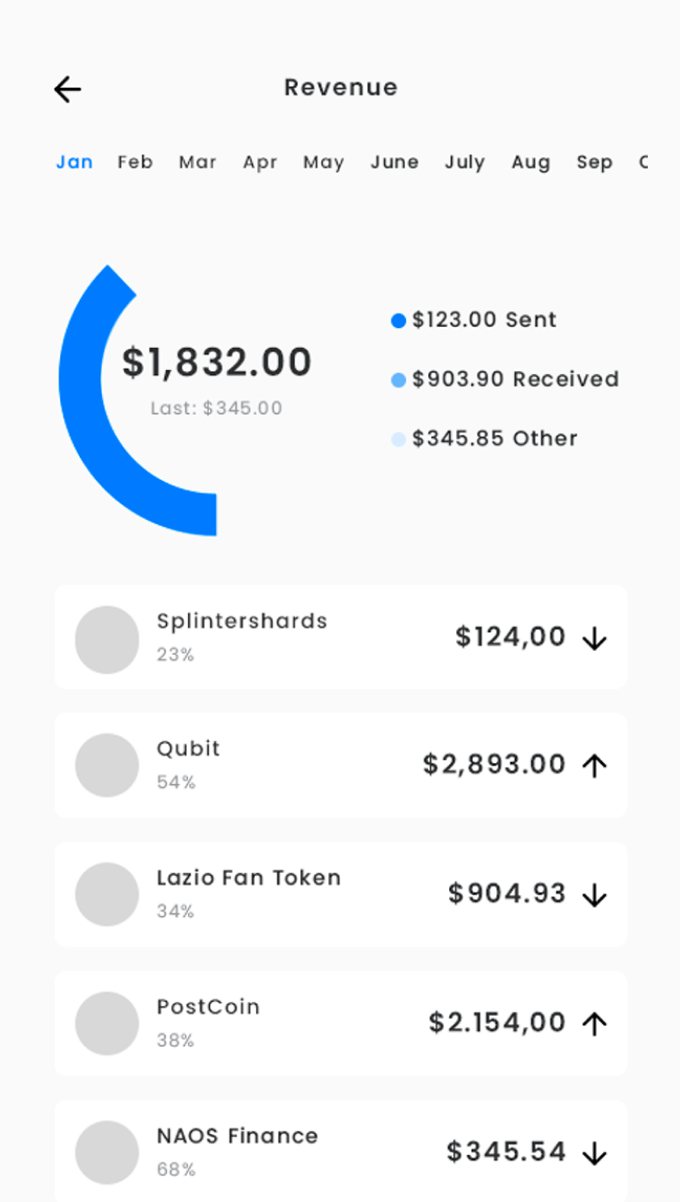 Revenue
Jan Feb Mar Apr May June July Aug Sep
$1,832.00
Last: $345.00
$123.00 Sent
$903.90 Received
$345.85 Other
Splintershards
23%
$124,00
Qubit
54%
$2,893.00
Lazio Fan Token
34%
$904.93
PostCoin
38%
$2.154,00
NAOS Finance
68%
$345.54